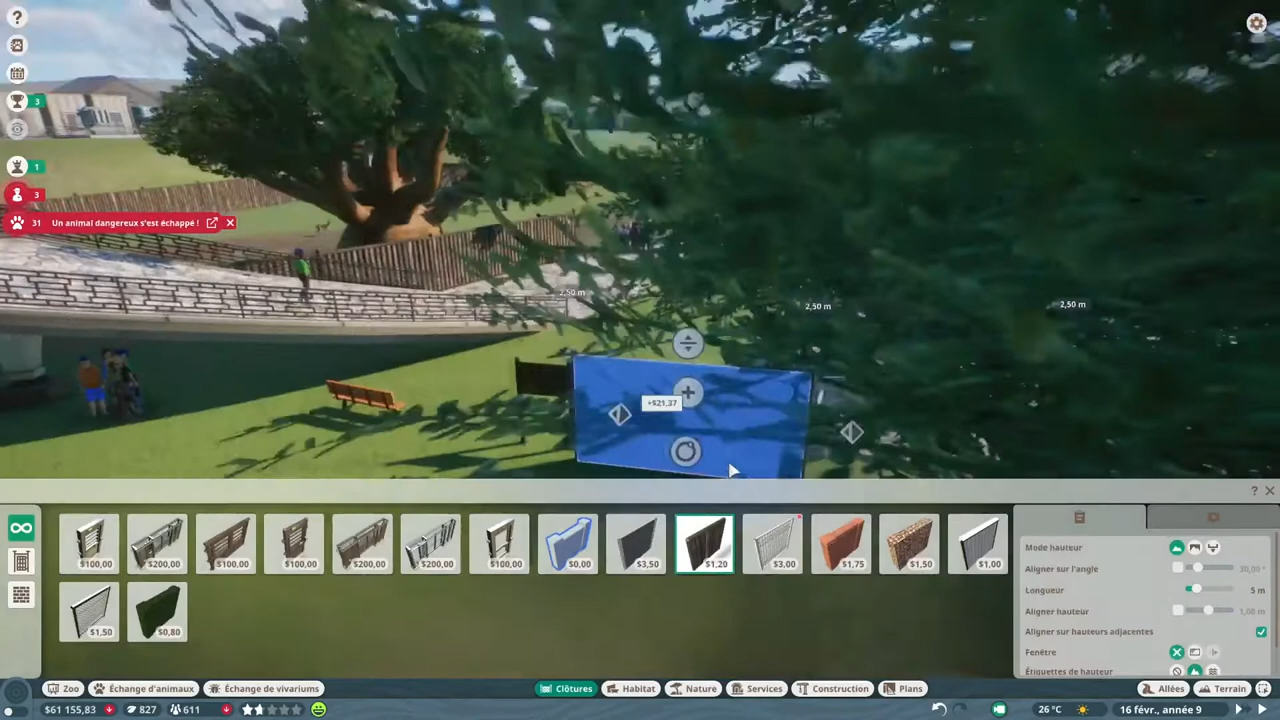 ?
3
1
3
31 Un animal dangereux s'est échappé !
2,50 m
2,50 m
2,50 m
+$21,37
?
$100,00
$200,00
$100,00
$100,00
$200,00
$200,00
$100,00
$0,00
$3,50
$1,20
$3,00
$1,75
$1,50
$1,00
$1,50
$0,80
Mode hauteur
Aligner sur l'angle 30,00 °
Longueur 5 m
Aligner hauteur 1,00 m
Aligner sur hauteurs adjacentes
Fenêtre
Étiquettes de hauteur
Zoo
Échange d'animaux
Échange de vivariums
Clôtures
Habitat
Nature
Services
Construction
Plans
Allées
Terrain
$61 155,83
827
611
26 °C
16 févr., année 9